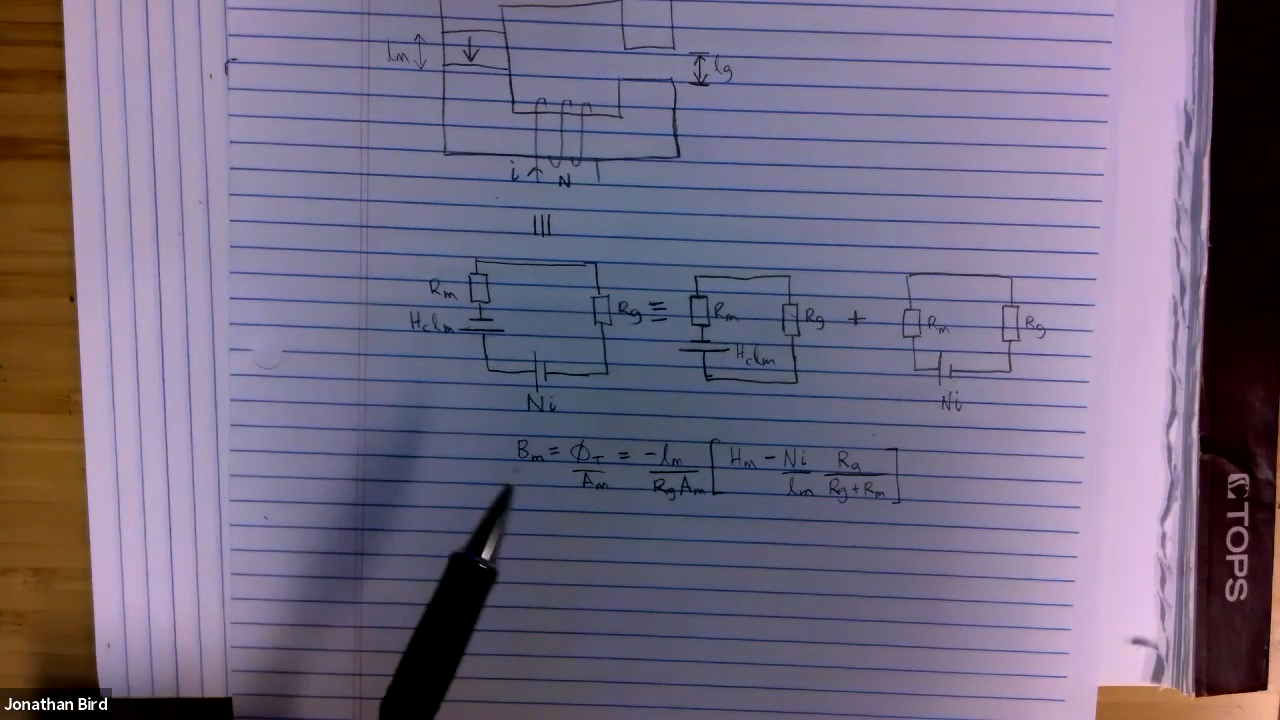 lm
lg
i ↑ N
|||
Rm
Hclm
Rg ≡
Ni
Rm
Hclm
Rg
+
Rm
Rg
Ni
Bm = ΦT/Am = -lm/RgAm [Hm - Ni/lm Rg/Rg+Rm]
TOPS
Jonathan Bird